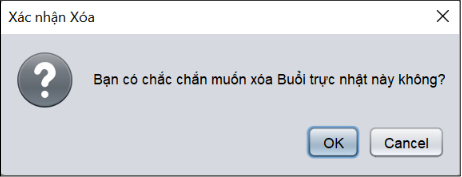 Xác nhận Xóa
Bạn có chắc chắn muốn xóa Buổi trực nhật này không?
OK Cancel